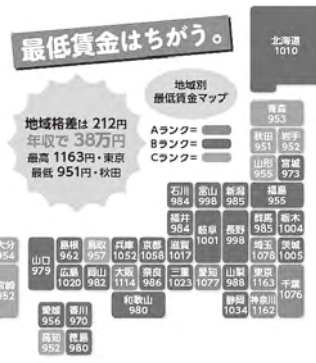 最低賃金はちがう。
北海道
1010
地域別
最低賃金マップ
地域格差は 212円
年収で 38万円
最高 1163円・東京
最低 951円・秋田
Aランク=
Bランク=
Cランク=
青森
953
秋田
951
岩手
952
山形
955
宮城
973
石川
984
富山
998
新潟
985
福島
955
福井
984
岐阜
1001
長野
998
群馬
985
栃木
1004
大分
954
山口
979
島根
962
鳥取
957
兵庫
1052
京都
1058
滋賀
1017
埼玉
1078
茨城
1005
宮崎
952
広島
1020
岡山
982
大阪
1114
奈良
986
三重
1023
愛知
1077
山梨
988
東京
1163
千葉
1076
和歌山
980
静岡
1034
神奈川
1162
愛媛
956
香川
970
高知
952
徳島
980